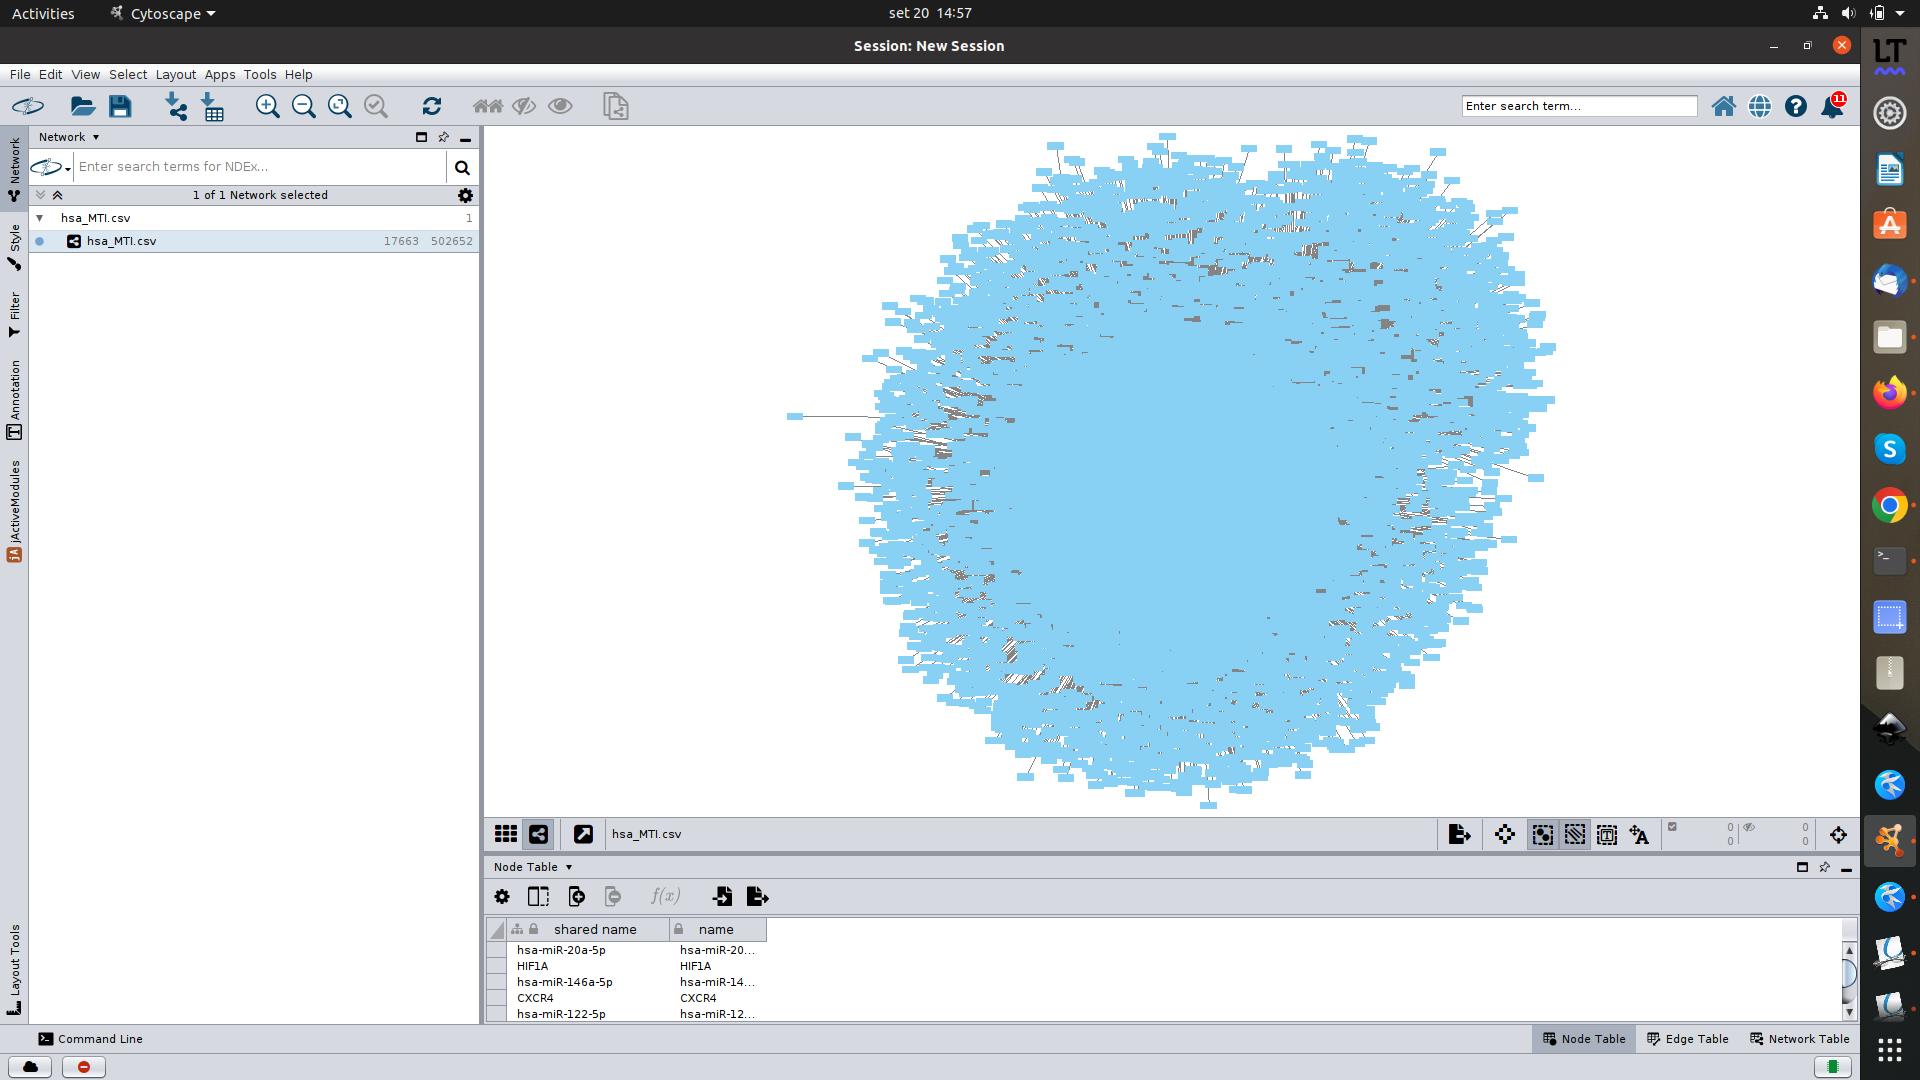 Activities Cytoscape set 20 14:57
Session: New Session
File Edit View Select Layout Apps Tools Help
Enter search term... 11
LT
Network
Enter search terms for NDEx...
1 of 1 Network selected
hsa_MTI.csv 1
hsa_MTI.csv 17663 502652
Network
Style
Filter
Annotation
jActiveModules
jA
Layout Tools
hsa_MTI.csv 0 0
0 0
Node Table
f(x)
shared name name
hsa-miR-20a-5p hsa-miR-20...
HIF1A HIF1A
hsa-miR-146a-5p hsa-miR-14...
CXCR4 CXCR4
hsa-miR-122-5p hsa-miR-12...
Command Line Node Table Edge Table Network Table